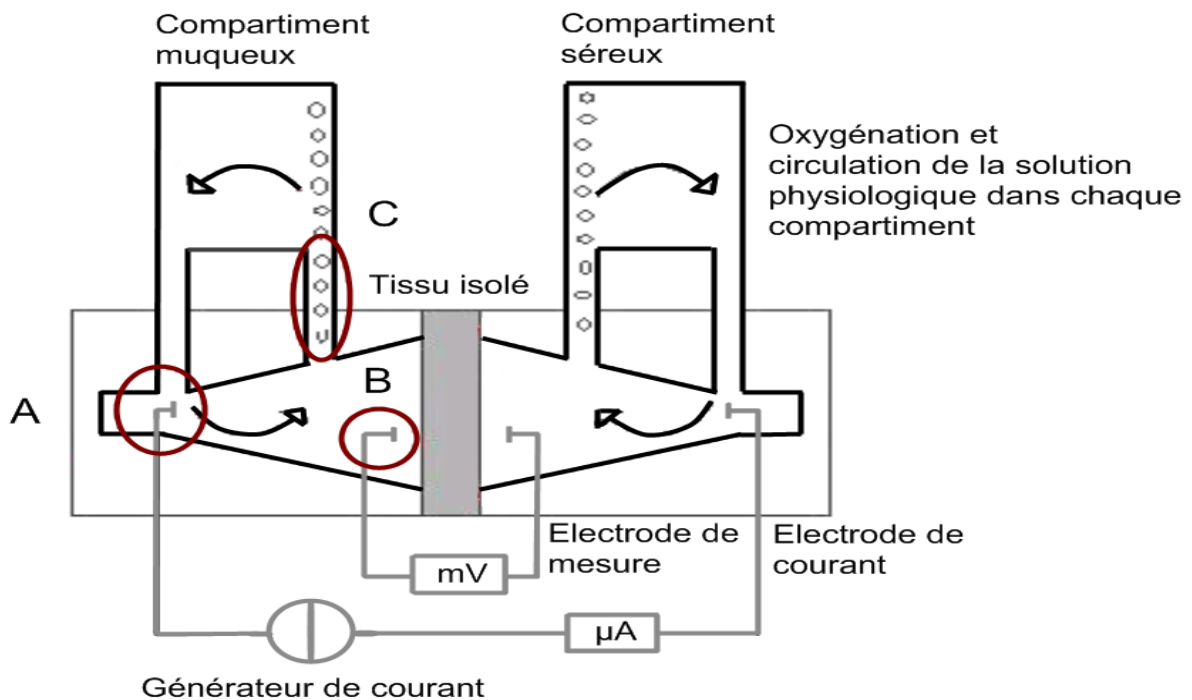 Compartiment
muqueux
Compartiment
séreux
Oxygénation et
circulation de la solution
physiologique dans chaque
compartiment
C
Tissu isolé
B
A
Electrode de
mesure
Electrode de
courant
mV
µA
Générateur de courant